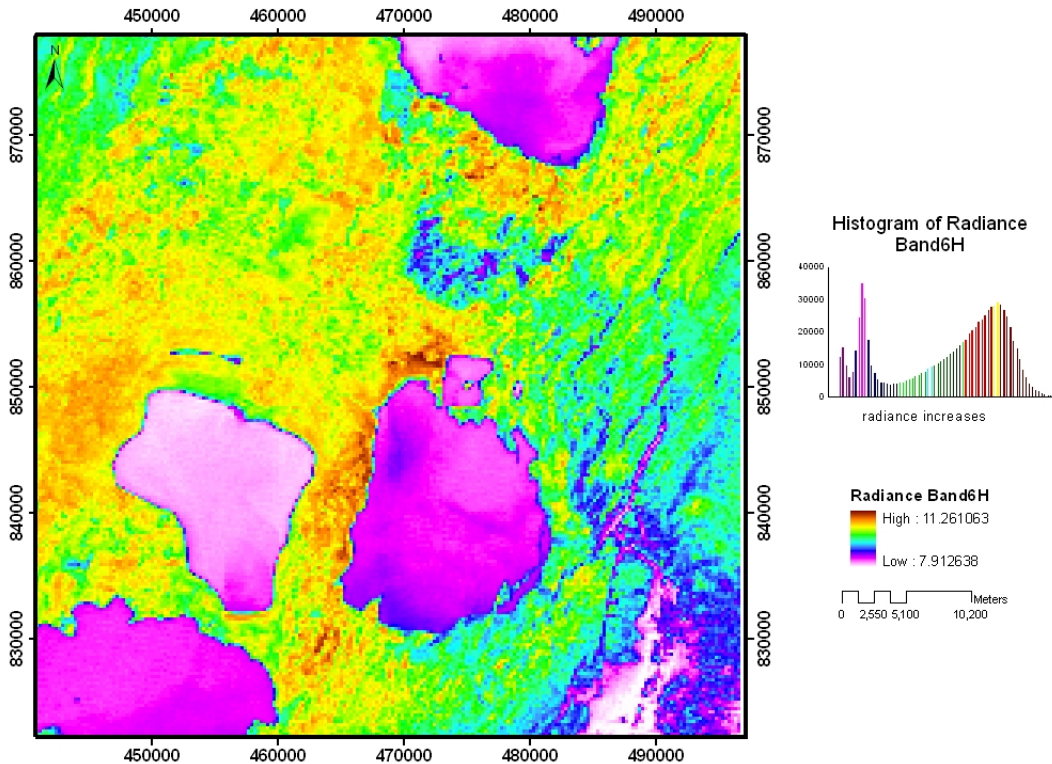 450000 460000 470000 480000 490000
N
870000 870000
860000 860000
850000 850000
840000 840000
830000 830000
450000 460000 470000 480000 490000
Histogram of Radiance
Band6H
40000
30000
20000
10000
0
radiance increases
Radiance Band6H
High : 11.261063
Low : 7.912638
Meters
0 2,550 5,100 10,200